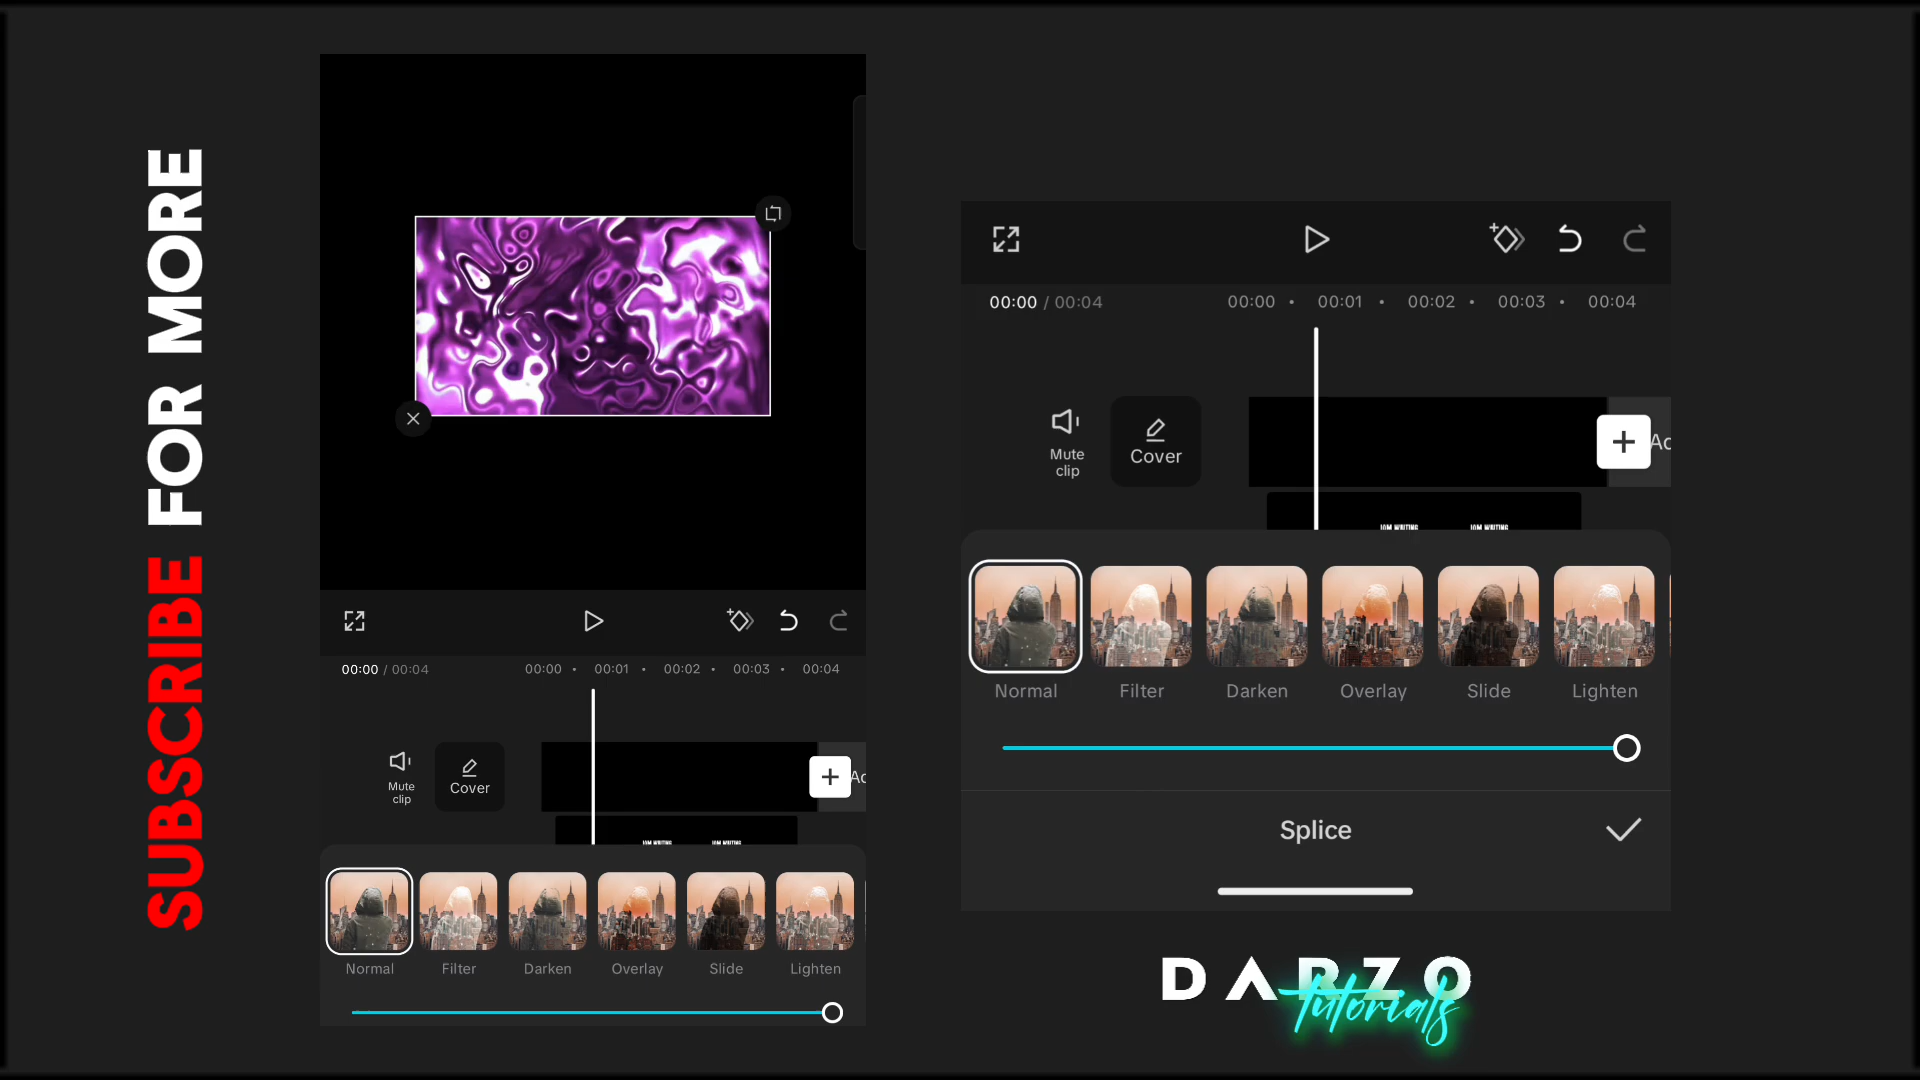 SUBSCRIBE FOR MORE
00:00 / 00:04
00:00 • 00:01 • 00:02 • 00:03 • 00:04
Mute
clip
Cover
Normal
Filter
Darken
Overlay
Slide
Lighten
00:00 / 00:04
00:00 • 00:01 • 00:02 • 00:03 • 00:04
Mute
clip
Cover
Normal
Filter
Darken
Overlay
Slide
Lighten
Splice
DARZO
tutorials